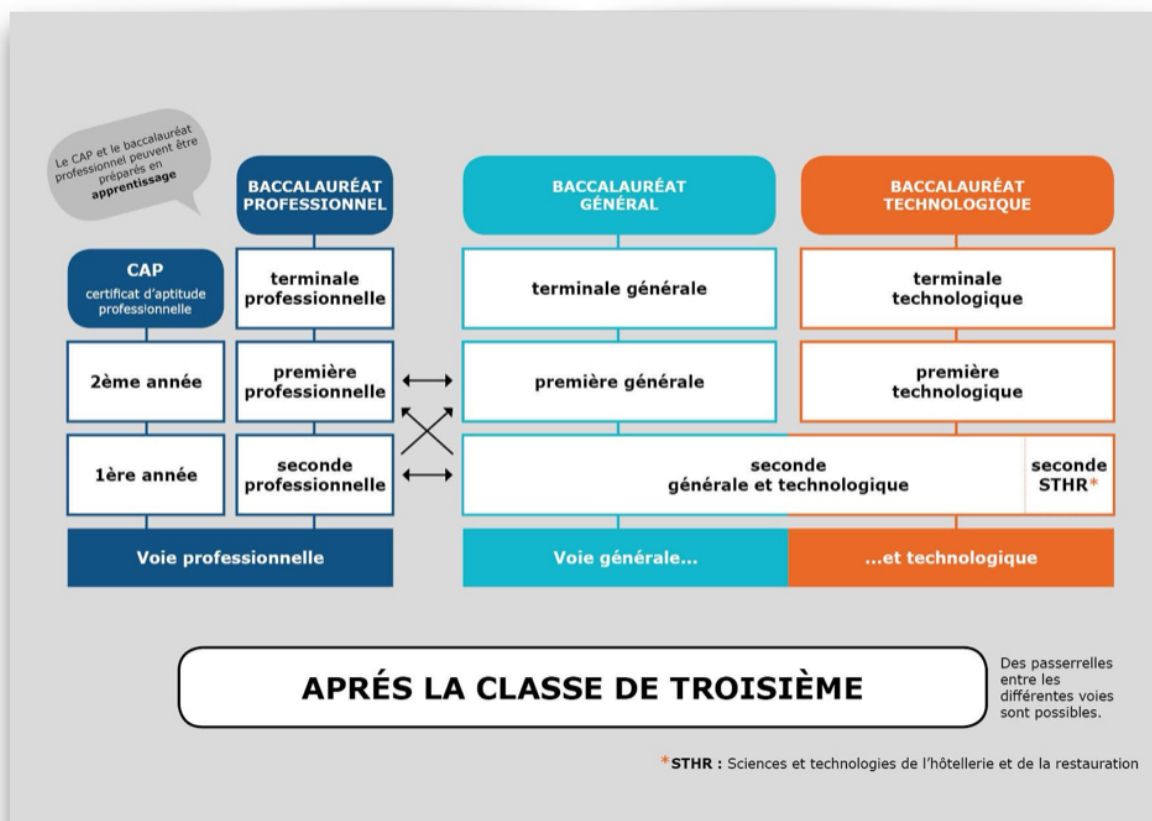 Le CAP et le baccalauréat
professionnel peuvent être
préparés en
apprentissage
BACCALAURÉAT
PROFESSIONNEL
BACCALAURÉAT
GÉNÉRAL
BACCALAURÉAT
TECHNOLOGIQUE
CAP
certificat d'aptitude
professionnelle
terminale
professionnelle
terminale générale
terminale
technologique
2ème année
première
professionnelle
première générale
première
technologique
1ère année
seconde
professionnelle
seconde
générale et technologique
seconde
STHR*
Voie professionnelle
Voie générale...
...et technologique
APRÉS LA CLASSE DE TROISIÈME
Des passerrelles
entre les
différentes voies
sont possibles.
*STHR : Sciences et technologies de l'hôtellerie et de la restauration